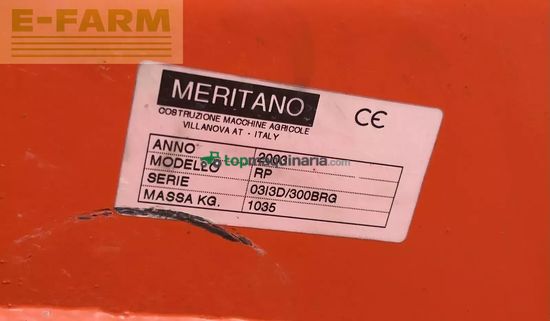 E-FARM
MERITANO
COSTRUZIONE MACCHINE AGRICOLE
VILLANOVA AT - ITALY
CE
ANNO 2003
MODELLO RP
SERIE 03I3D/300BRG
MASSA KG. 1035
topmaquinaria.com